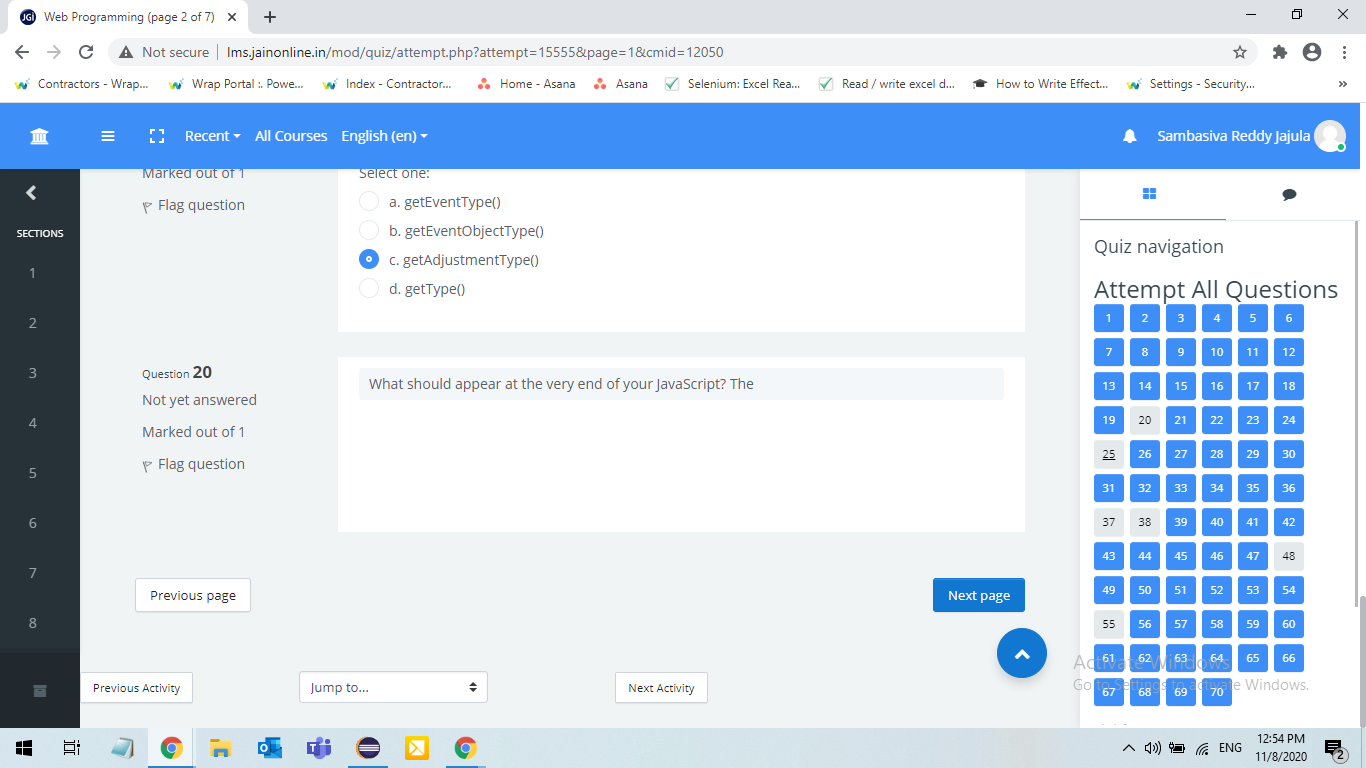 JGI Web Programming (page 2 of 7)
Not secure lms.jainonline.in/mod/quiz/attempt.php?attempt=15555&page=1&cmid=12050
Contractors - Wrap... Wrap Portal :. Powe... Index - Contractor... Home - Asana Asana Selenium: Excel Rea... Read / write excel d... How to Write Effect... Settings - Security... »
Recent All Courses English (en) Sambasiva Reddy Jajula
SECTIONS
1
2
3
4
5
6
7
8
Marked out of 1
Flag question
Select one:
a. getEventType()
b. getEventObjectType()
c. getAdjustmentType()
d. getType()
Question 20
Not yet answered
Marked out of 1
Flag question
What should appear at the very end of your JavaScript? The
Previous page Next page
Previous Activity Jump to... Next Activity
Quiz navigation
Attempt All Questions
1 2 3 4 5 6
7 8 9 10 11 12
13 14 15 16 17 18
19 20 21 22 23 24
25 26 27 28 29 30
31 32 33 34 35 36
37 38 39 40 41 42
43 44 45 46 47 48
49 50 51 52 53 54
55 56 57 58 59 60
61 62 63 64 65 66
67 68 69 70
Activate Windows
Go to Settings to activate Windows.
ENG 12:54 PM
11/8/2020 2